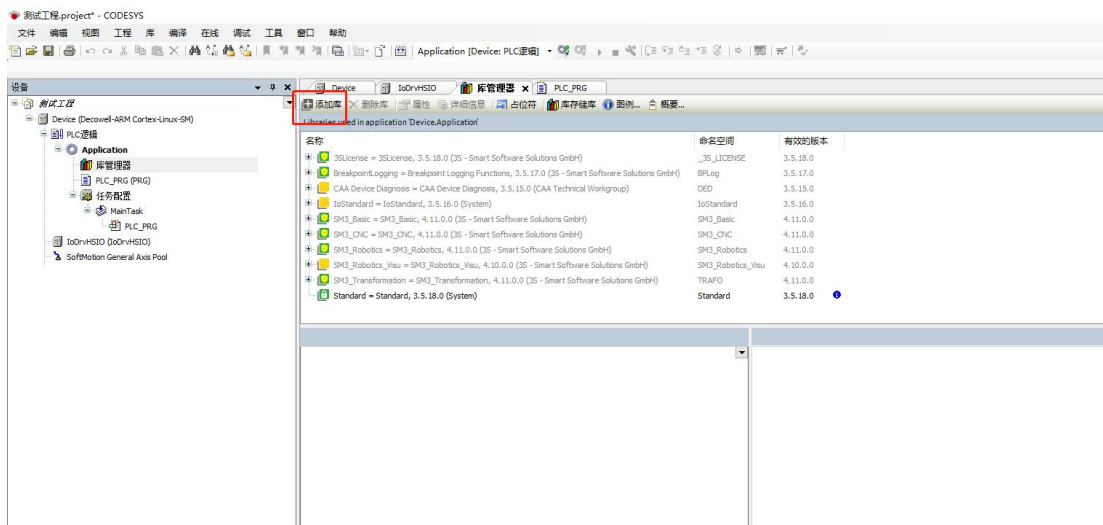 测试工程.project* - CODESYS
文件 编辑 视图 工程 库 编译 在线 调试 工具 窗口 帮助
Application [Device: PLC逻辑]
设备
测试工程
Device (Decowell-ARM Cortex-Linux-SM)
PLC逻辑
Application
库管理器
PLC_PRG (PRG)
任务配置
MainTask
PLC_PRG
IoDrvHSIO (IoDrvHSIO)
SoftMotion General Axis Pool
Device IoDrvHSIO 库管理器 PLC_PRG
添加库 删除库 属性 详细信息 占位符 库存储库 图例... 概要...
Libraries used in application 'Device.Application'
名称 命名空间 有效的版本
3SLicense = 3SLicense, 3.5.18.0 (3S - Smart Software Solutions GmbH) _3S_LICENSE 3.5.18.0
BreakpointLogging = Breakpoint Logging Functions, 3.5.17.0 (3S - Smart Software Solutions GmbH) BPLog 3.5.17.0
CAA Device Diagnosis = CAA Device Diagnosis, 3.5.15.0 (CAA Technical Workgroup) DED 3.5.15.0
IoStandard = IoStandard, 3.5.16.0 (System) IoStandard 3.5.16.0
SM3_Basic = SM3_Basic, 4.11.0.0 (3S - Smart Software Solutions GmbH) SM3_Basic 4.11.0.0
SM3_CNC = SM3_CNC, 4.11.0.0 (3S - Smart Software Solutions GmbH) SM3_CNC 4.11.0.0
SM3_Robotics = SM3_Robotics, 4.11.0.0 (3S - Smart Software Solutions GmbH) SM3_Robotics 4.11.0.0
SM3_Robotics_Visu = SM3_Robotics_Visu, 4.10.0.0 (3S - Smart Software Solutions GmbH) SM3_Robotics_Visu 4.10.0.0
SM3_Transformation = SM3_Transformation, 4.11.0.0 (3S - Smart Software Solutions GmbH) TRAFO 4.11.0.0
Standard = Standard, 3.5.18.0 (System) Standard 3.5.18.0